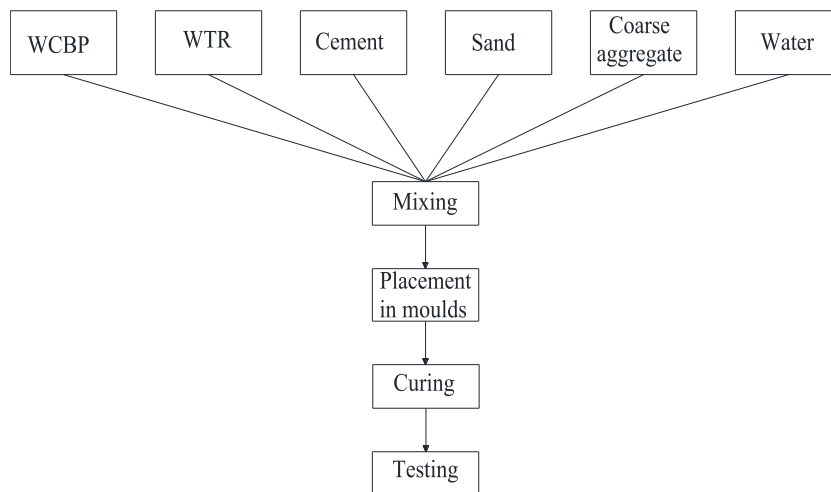 WCBP
WTR
Cement
Sand
Coarse
aggregate
Water
Mixing
Placement
in moulds
Curing
Testing